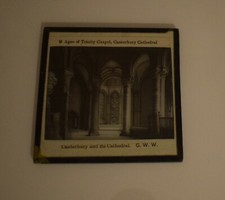 Apse of Trinity Chapel, Canterbury Cathedral
Canterbury and its Cathedral. G. W. W.